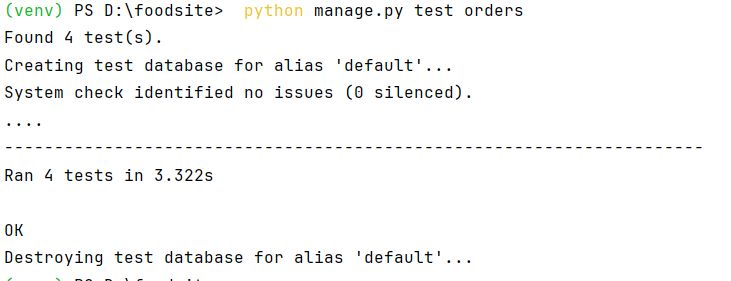 (venv) PS D:\foodsite>  python manage.py test orders
Found 4 test(s).
Creating test database for alias 'default'...
System check identified no issues (0 silenced).
....
----------------------------------------------------------------------
Ran 4 tests in 3.322s
OK
Destroying test database for alias 'default'...